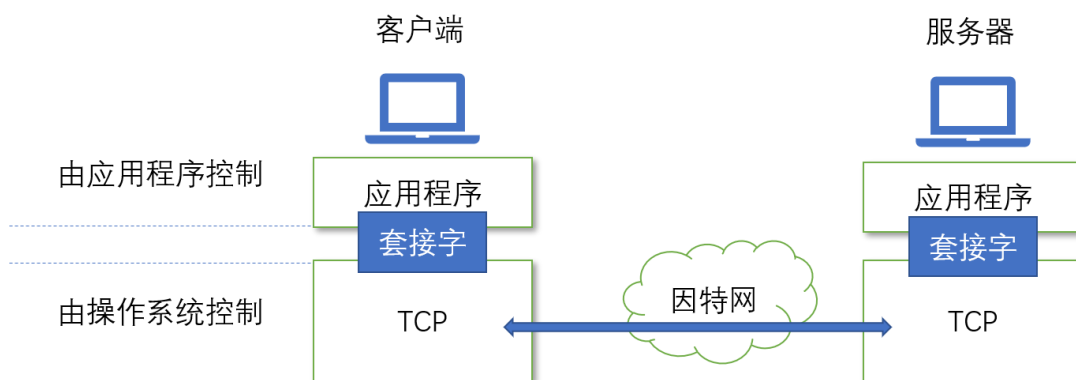 客户端
服务器
由应用程序控制
应用程序
应用程序
套接字
套接字
因特网
由操作系统控制
TCP
TCP